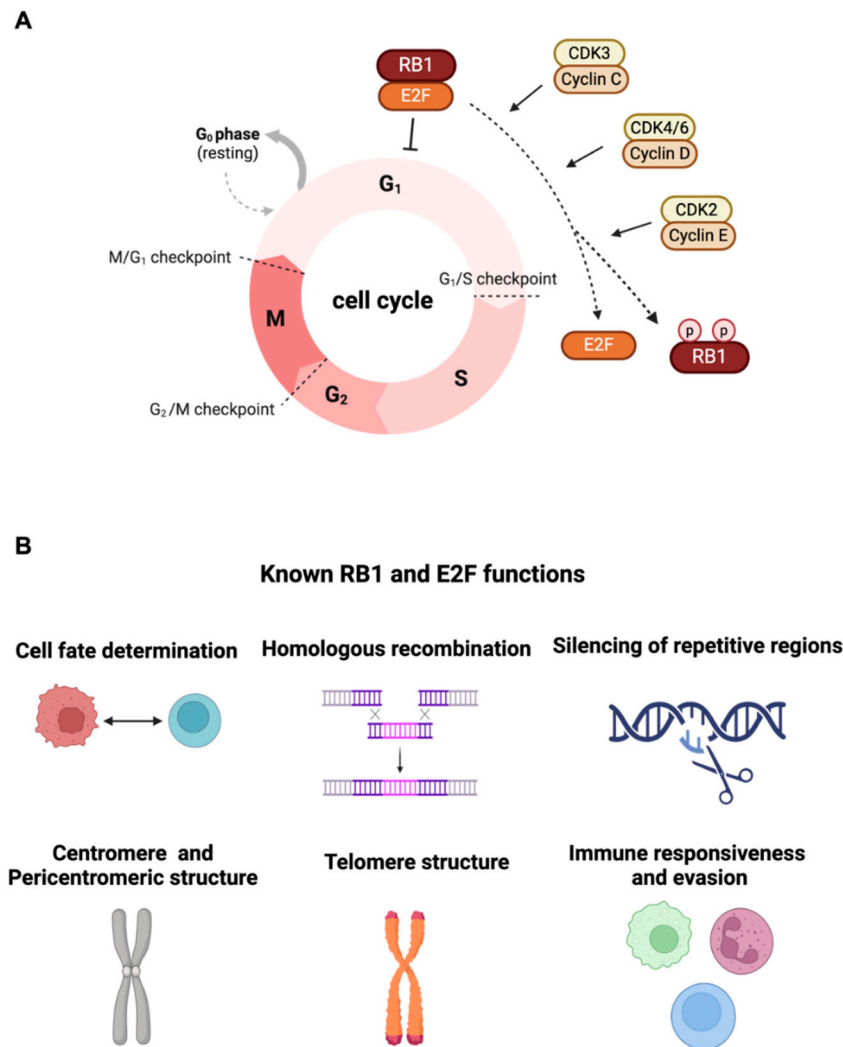 A
RB1
E2F
CDK3
Cyclin C
CDK4/6
Cyclin D
CDK2
Cyclin E
G₀ phase
(resting)
G₁
M/G₁ checkpoint
G₁/S checkpoint
cell cycle
M
E2F
p p
RB1
S
G₂
G₂/M checkpoint
B
Known RB1 and E2F functions
Cell fate determination
Homologous recombination
Silencing of repetitive regions
Centromere and
Pericentromeric structure
Telomere structure
Immune responsiveness
and evasion